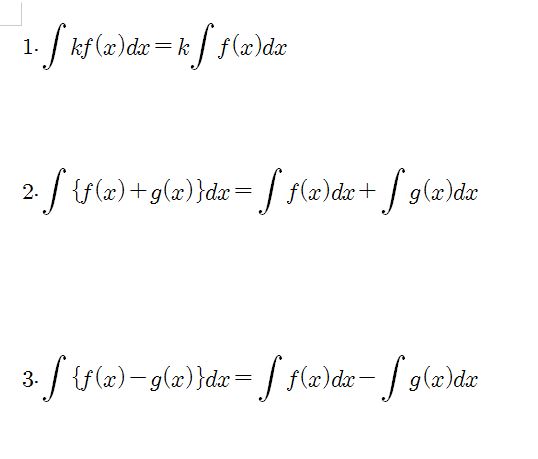 1. ∫ kf(x)dx = k∫ f(x)dx
2. ∫ {f(x)+g(x)}dx = ∫ f(x)dx + ∫ g(x)dx
3. ∫ {f(x)−g(x)}dx = ∫ f(x)dx − ∫ g(x)dx